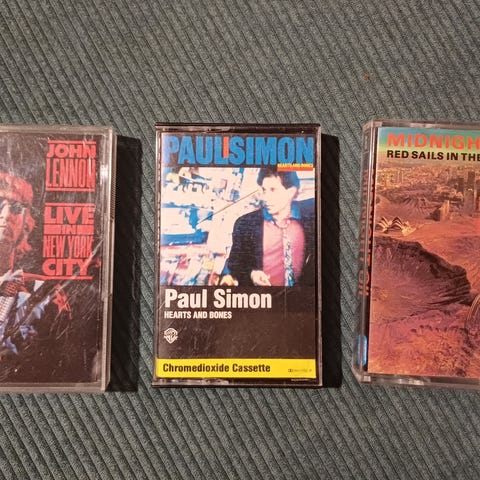 JOHN
LENNON
LIVE
IN
NEW YORK
CITY
PAUL SIMON
HEARTS AND BONES
Paul Simon
HEARTS AND BONES
Chromedioxide Cassette
MIDNIGH
RED SAILS IN THE